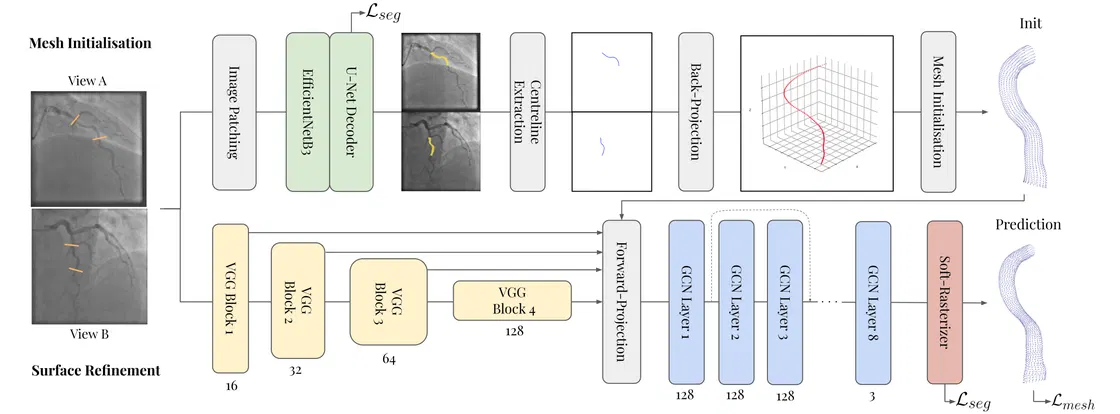 Mesh Initialisation
View A
View B
Surface Refinement
Image Patching
EfficientNetB3
U-Net Decoder
ℒseg
Centreline
Extraction
Back-Projection
Mesh Initialisation
Init
VGG Block 1
16
VGG
Block 2
32
VGG
Block 3
64
VGG
Block 4
128
Forward-Projection
GCN Layer 1
128
GCN Layer 2
128
GCN Layer 3
128
GCN Layer 8
3
Soft-Rasterizer
ℒseg
Prediction
ℒmesh